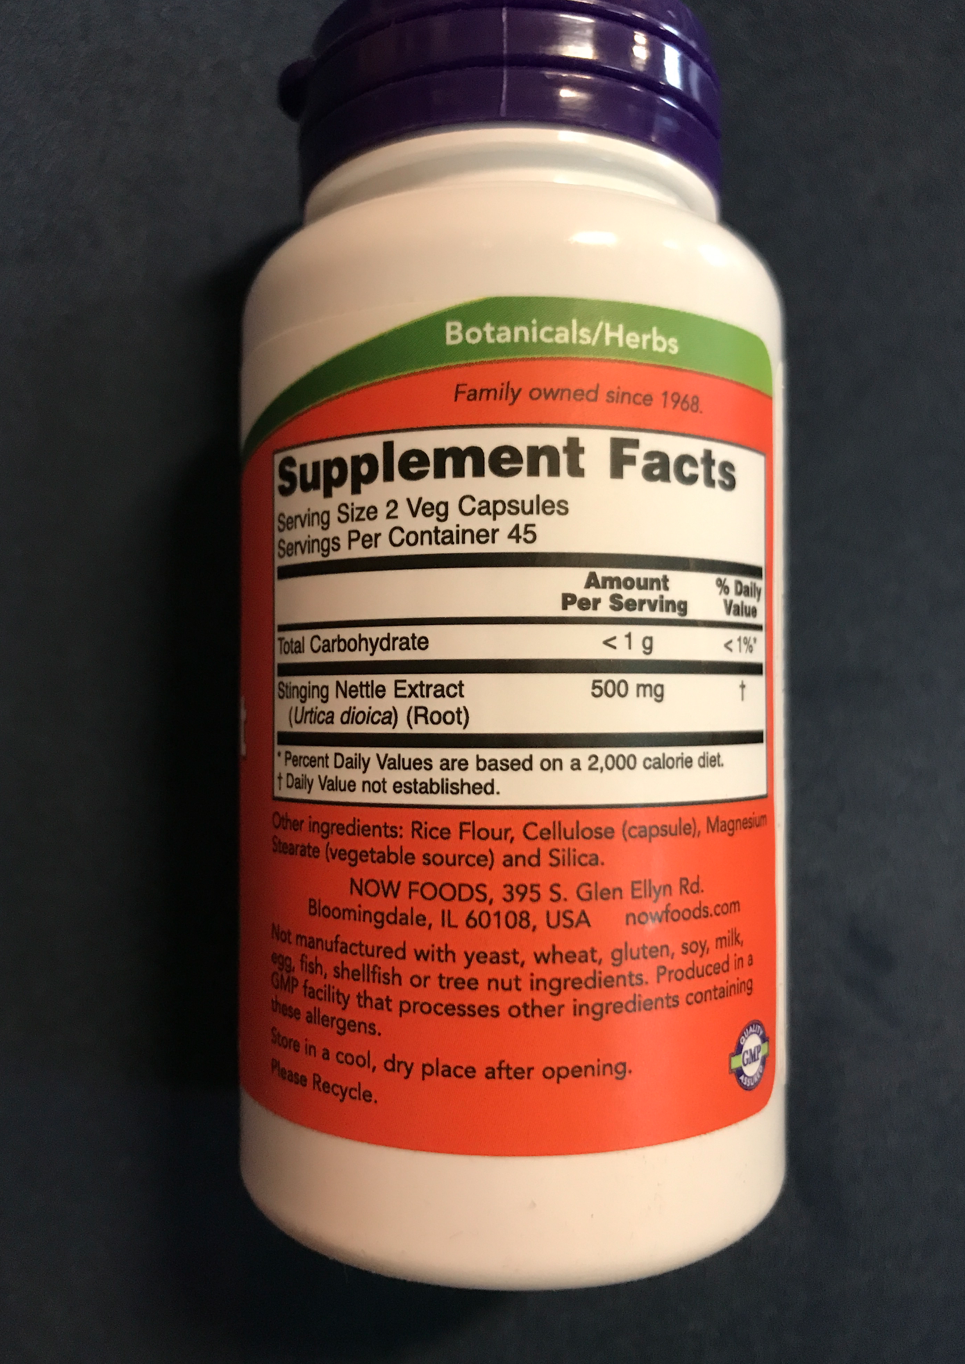 Botanicals/Herbs
Family owned since 1968.
Supplement Facts
Serving Size 2 Veg Capsules
Servings Per Container 45
Amount Per Serving
% Daily Value
Total Carbohydrate < 1 g < 1%*
Stinging Nettle Extract 500 mg †
(Urtica dioica) (Root)
* Percent Daily Values are based on a 2,000 calorie diet.
† Daily Value not established.
Other ingredients: Rice Flour, Cellulose (capsule), Magnesium
Stearate (vegetable source) and Silica.
NOW FOODS, 395 S. Glen Ellyn Rd.
Bloomingdale, IL 60108, USA nowfoods.com
Not manufactured with yeast, wheat, gluten, soy, milk,
egg, fish, shellfish or tree nut ingredients. Produced in a
GMP facility that processes other ingredients containing
these allergens.
Store in a cool, dry place after opening.
Please Recycle.
QUALITY
GMP
ASSURED